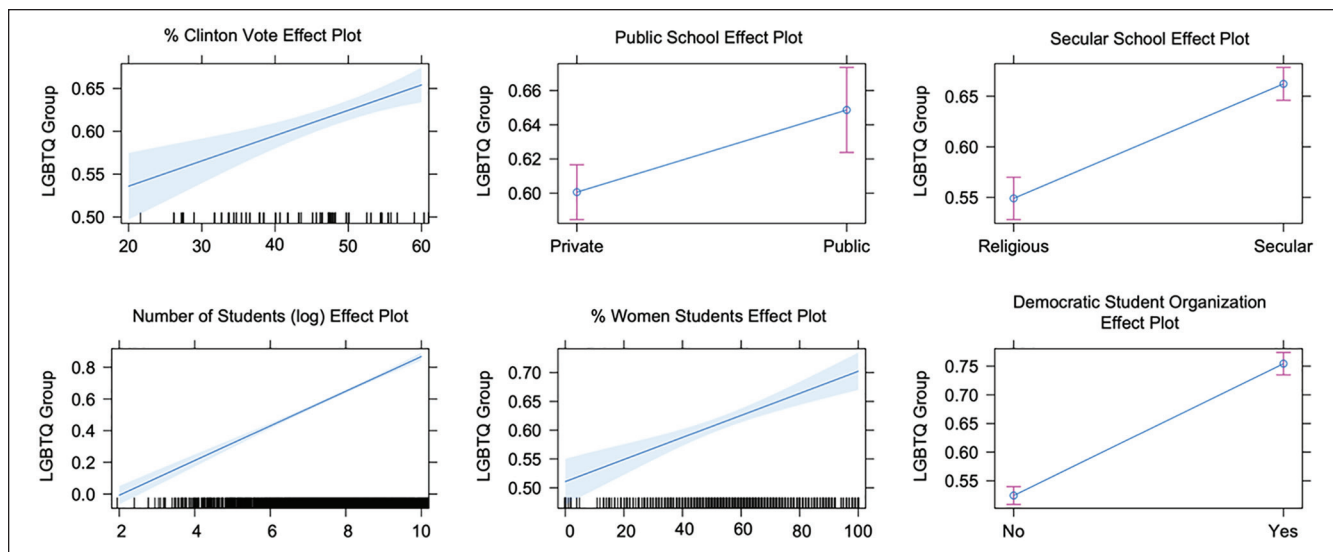 % Clinton Vote Effect Plot
LGBTQ Group
0.65
0.60
0.55
0.50
20 30 40 50 60
Public School Effect Plot
LGBTQ Group
0.66
0.64
0.62
0.60
Private Public
Secular School Effect Plot
LGBTQ Group
0.65
0.60
0.55
Religious Secular
Number of Students (log) Effect Plot
LGBTQ Group
0.8
0.6
0.4
0.2
0.0
2 4 6 8 10
% Women Students Effect Plot
LGBTQ Group
0.70
0.65
0.60
0.55
0.50
0 20 40 60 80 100
Democratic Student Organization
Effect Plot
LGBTQ Group
0.75
0.70
0.65
0.60
0.55
No Yes